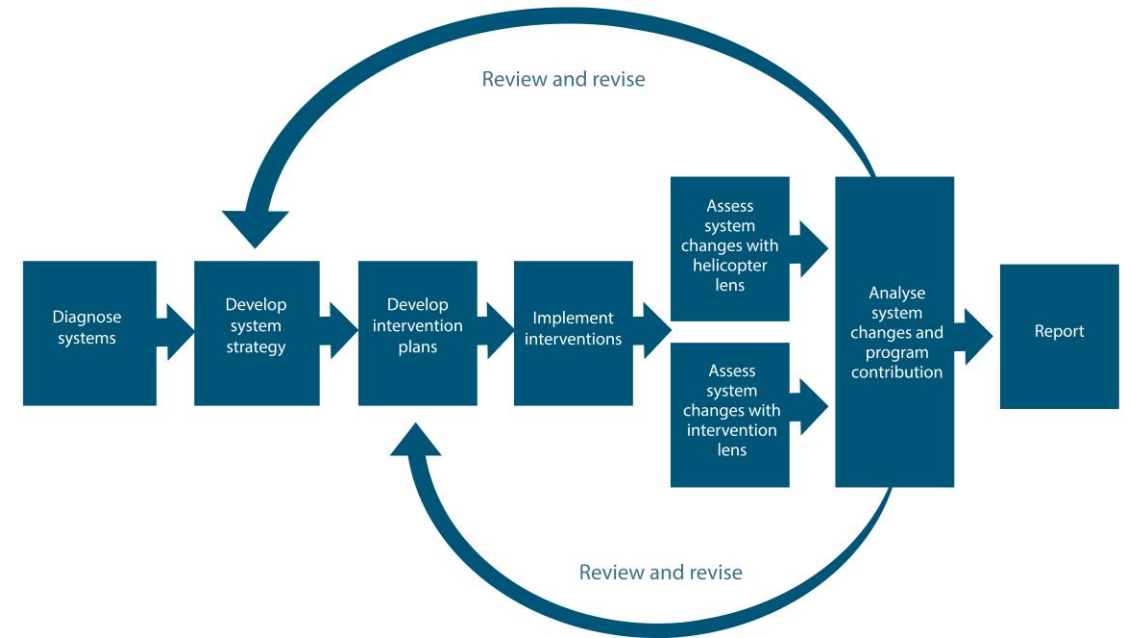 Review and revise
Diagnose
systems
Develop
system
strategy
Develop
intervention
plans
Implement
interventions
Assess
system
changes with
helicopter
lens
Assess
system
changes with
intervention
lens
Analyse
system
changes and
program
contribution
Report
Review and revise